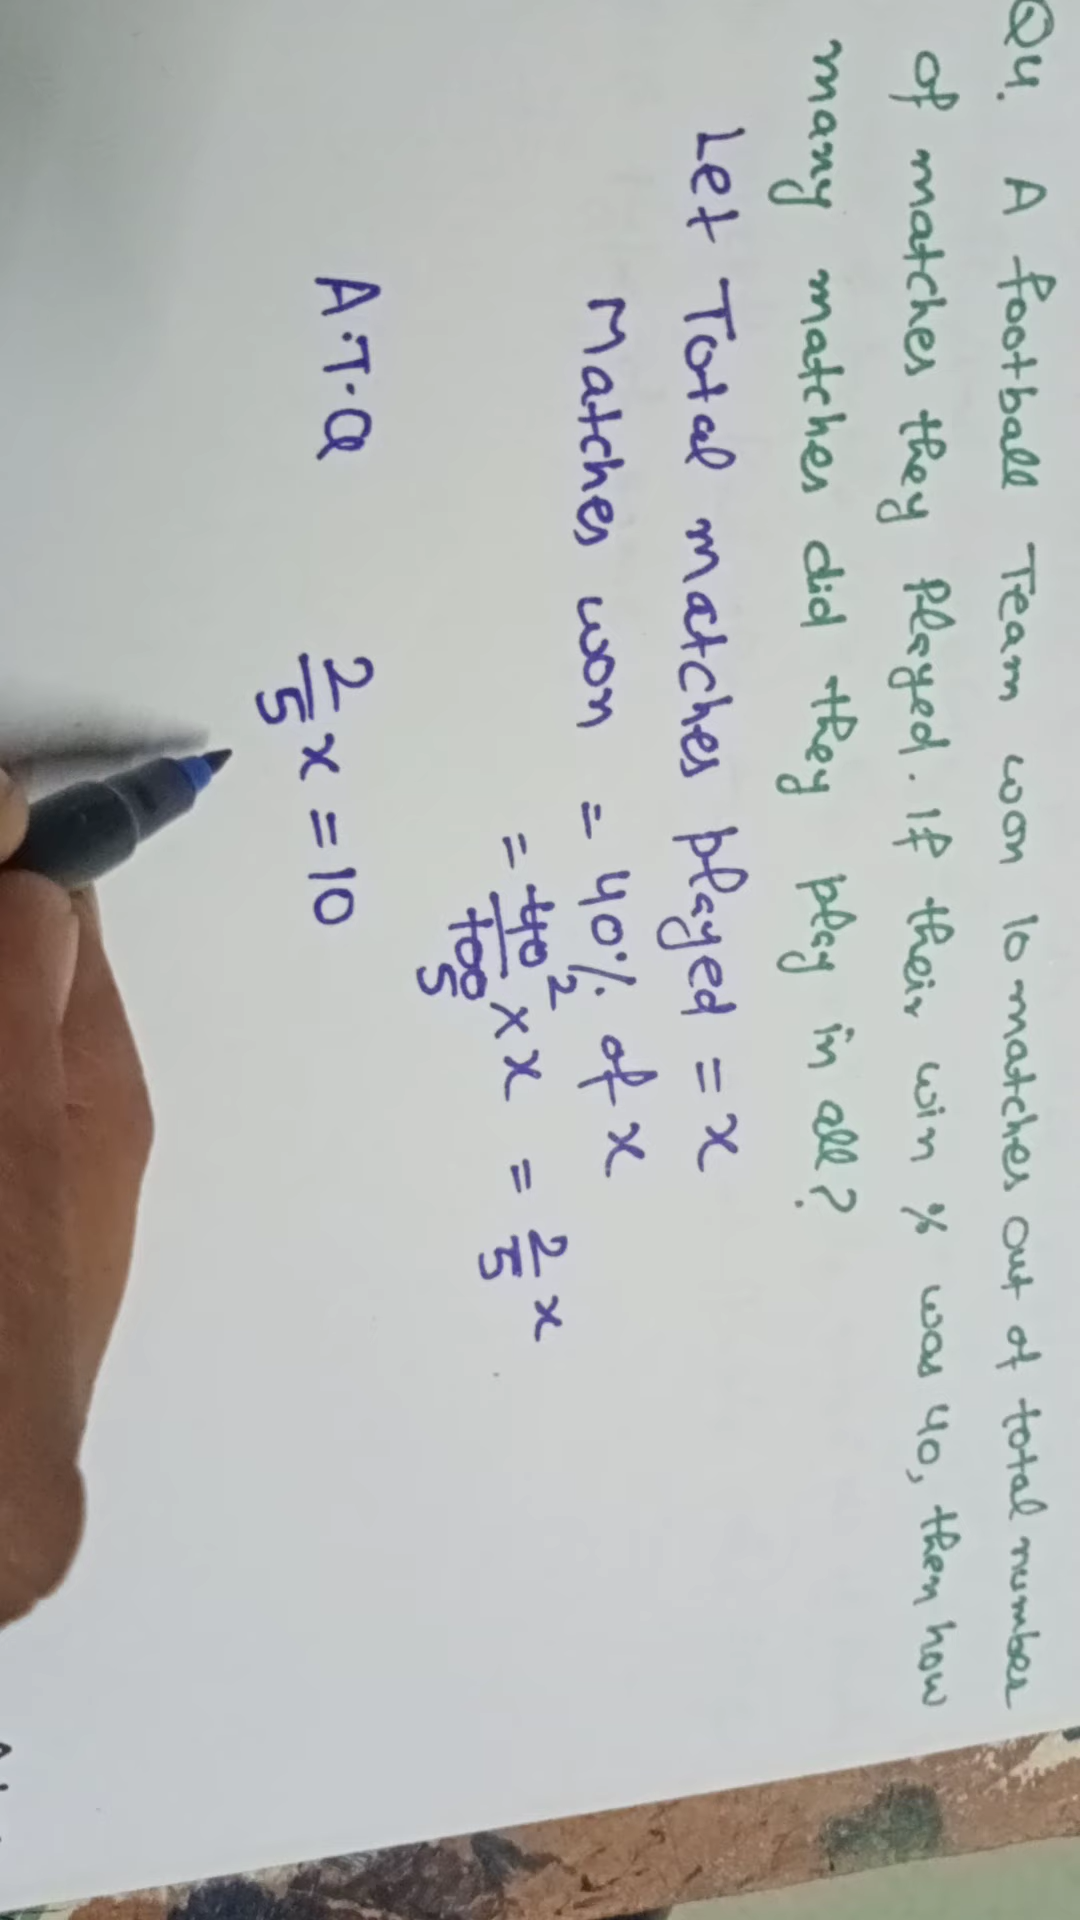 Q4. A football Team won 10 matches out of total number
of matches they played. If their win % was 40, then how
many matches did they play in all?
Let Total matches played = x
Matches won = 40% of x
= 40/100 × x = 2/5 x
2
5
A.T.Q 2/5 x = 10